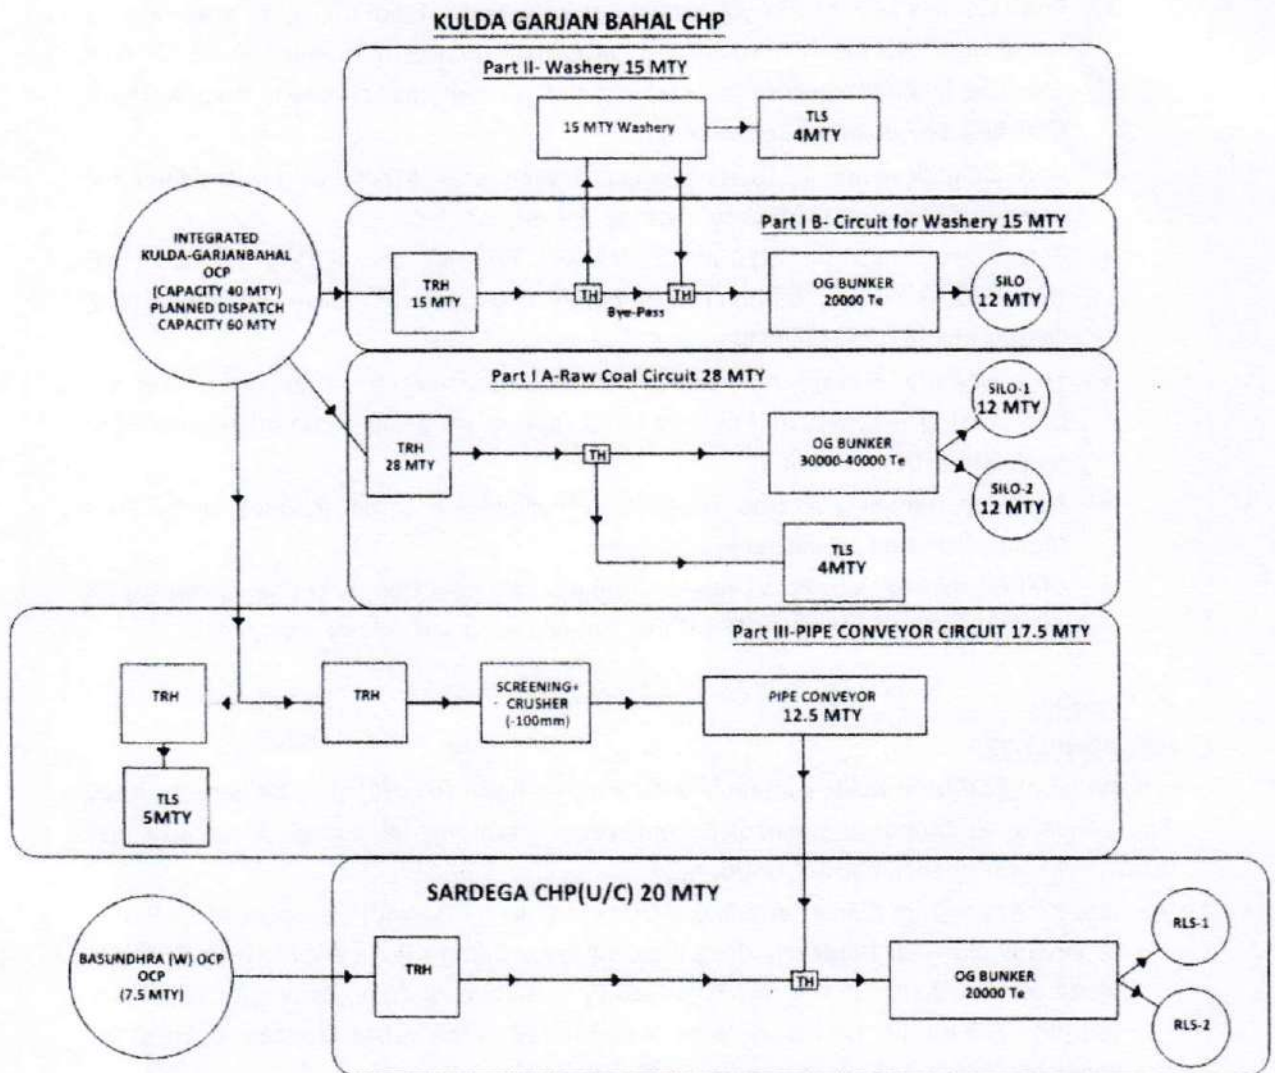 KULDA GARJAN BAHAL CHP
Part II- Washery 15 MTY
15 MTY Washery
TLS
4MTY
Part I B- Circuit for Washery 15 MTY
INTEGRATED
KULDA-GARJANBAHAL
OCP
(CAPACITY 40 MTY)
PLANNED DISPATCH
CAPACITY 60 MTY
TRH
15 MTY
TH
Bye-Pass
TH
OG BUNKER
20000 Te
SILO
12 MTY
Part I A-Raw Coal Circuit 28 MTY
TRH
28 MTY
TH
OG BUNKER
30000-40000 Te
SILO-1
12 MTY
SILO-2
12 MTY
TLS
4MTY
Part III-PIPE CONVEYOR CIRCUIT 17.5 MTY
TRH
TRH
SCREENING+
CRUSHER
(-100mm)
PIPE CONVEYOR
12.5 MTY
TLS
5MTY
SARDEGA CHP(U/C) 20 MTY
BASUNDHRA (W) OCP
OCP
(7.5 MTY)
TRH
TH
OG BUNKER
20000 Te
RLS-1
RLS-2